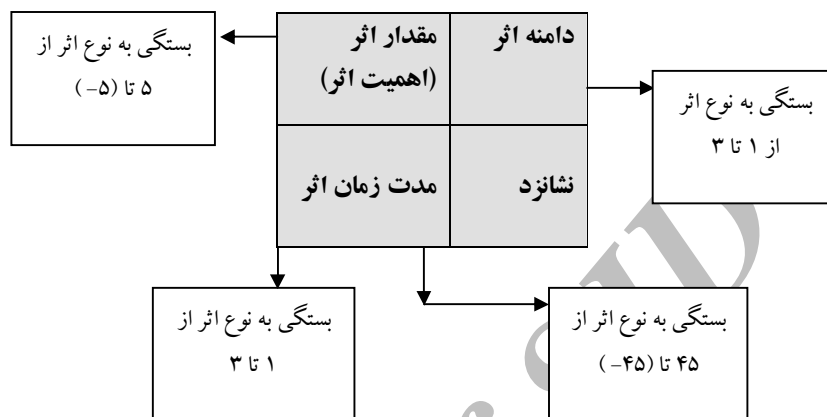 دامنه اثر
مقدار اثر
(اهمیت اثر)
نشانزد
مدت زمان اثر
بستگی به نوع اثر از
۵ تا (۵-)
بستگی به نوع اثر
از ۱ تا ۳
بستگی به نوع اثر از
۱ تا ۳
بستگی به نوع اثر از
۴۵ تا (۴۵-)